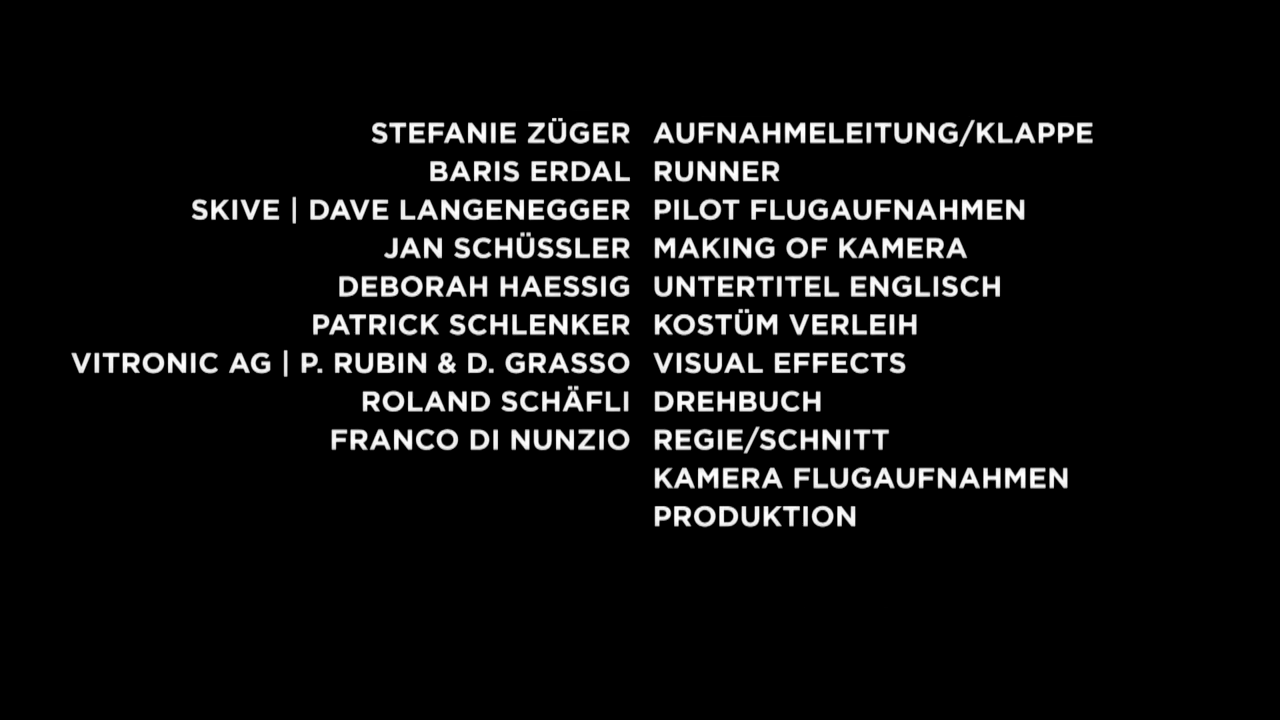 STEFANIE ZÜGER AUFNAHMELEITUNG/KLAPPE
BARIS ERDAL RUNNER
SKIVE | DAVE LANGENEGGER PILOT FLUGAUFNAHMEN
JAN SCHÜSSLER MAKING OF KAMERA
DEBORAH HAESSIG UNTERTITEL ENGLISCH
PATRICK SCHLENKER KOSTÜM VERLEIH
VITRONIC AG | P. RUBIN & D. GRASSO VISUAL EFFECTS
ROLAND SCHÄFLI DREHBUCH
FRANCO DI NUNZIO REGIE/SCHNITT
KAMERA FLUGAUFNAHMEN
PRODUKTION